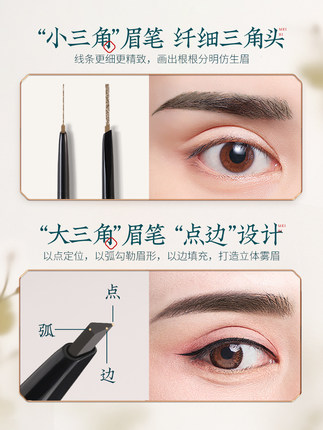 “小三角”眉笔 纤细三角头
线条更细更精致，画出根根分明仿生眉
“大三角”眉笔 “点边”设计
以点定位，以弧勾勒眉形，以边填充，打造立体雾眉
点
弧
边